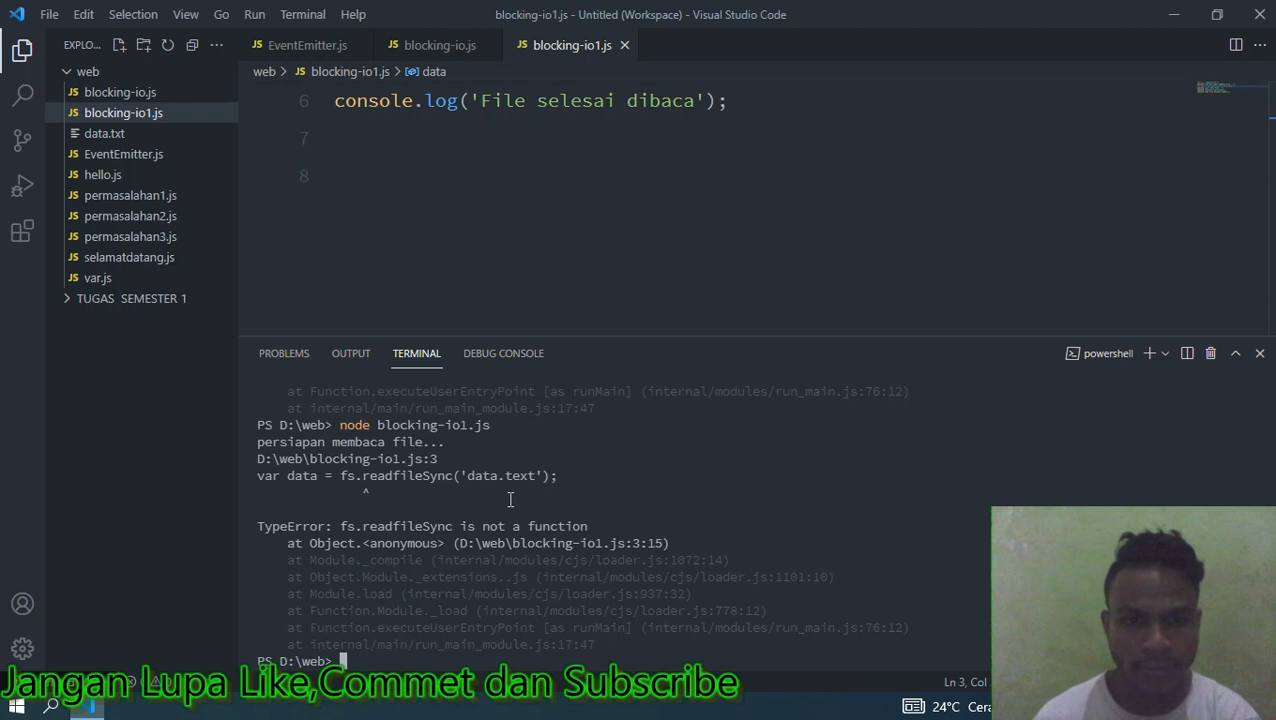 File Edit Selection View Go Run Terminal Help
blocking-io1.js - Untitled (Workspace) - Visual Studio Code
EXPLO...
EventEmitter.js
blocking-io.js
blocking-io1.js
web
web > blocking-io1.js > data
blocking-io.js
blocking-io1.js
data.txt
EventEmitter.js
hello.js
permasalahan1.js
permasalahan2.js
permasalahan3.js
selamatdatang.js
var.js
TUGAS SEMESTER 1
6 console.log('File selesai dibaca');
7
8
PROBLEMS OUTPUT TERMINAL DEBUG CONSOLE
powershell
at Function.executeUserEntryPoint [as runMain] (internal/modules/run_main.js:76:12)
at internal/main/run_main_module.js:17:47
PS D:\web> node blocking-io1.js
persiapan membaca file...
D:\web\blocking-io1.js:3
var data = fs.readfileSync('data.text');
^
TypeError: fs.readfileSync is not a function
at Object.<anonymous> (D:\web\blocking-io1.js:3:15)
at Module._compile (internal/modules/cjs/loader.js:1072:14)
at Object.Module._extensions..js (internal/modules/cjs/loader.js:1101:10)
at Module.load (internal/modules/cjs/loader.js:937:32)
at Function.Module._load (internal/modules/cjs/loader.js:778:12)
at Function.executeUserEntryPoint [as runMain] (internal/modules/run_main.js:76:12)
at internal/main/run_main_module.js:17:47
PS D:\web>
Jangan Lupa Like,Commet dan Subscribe
Ln 3, Col
24°C Cera